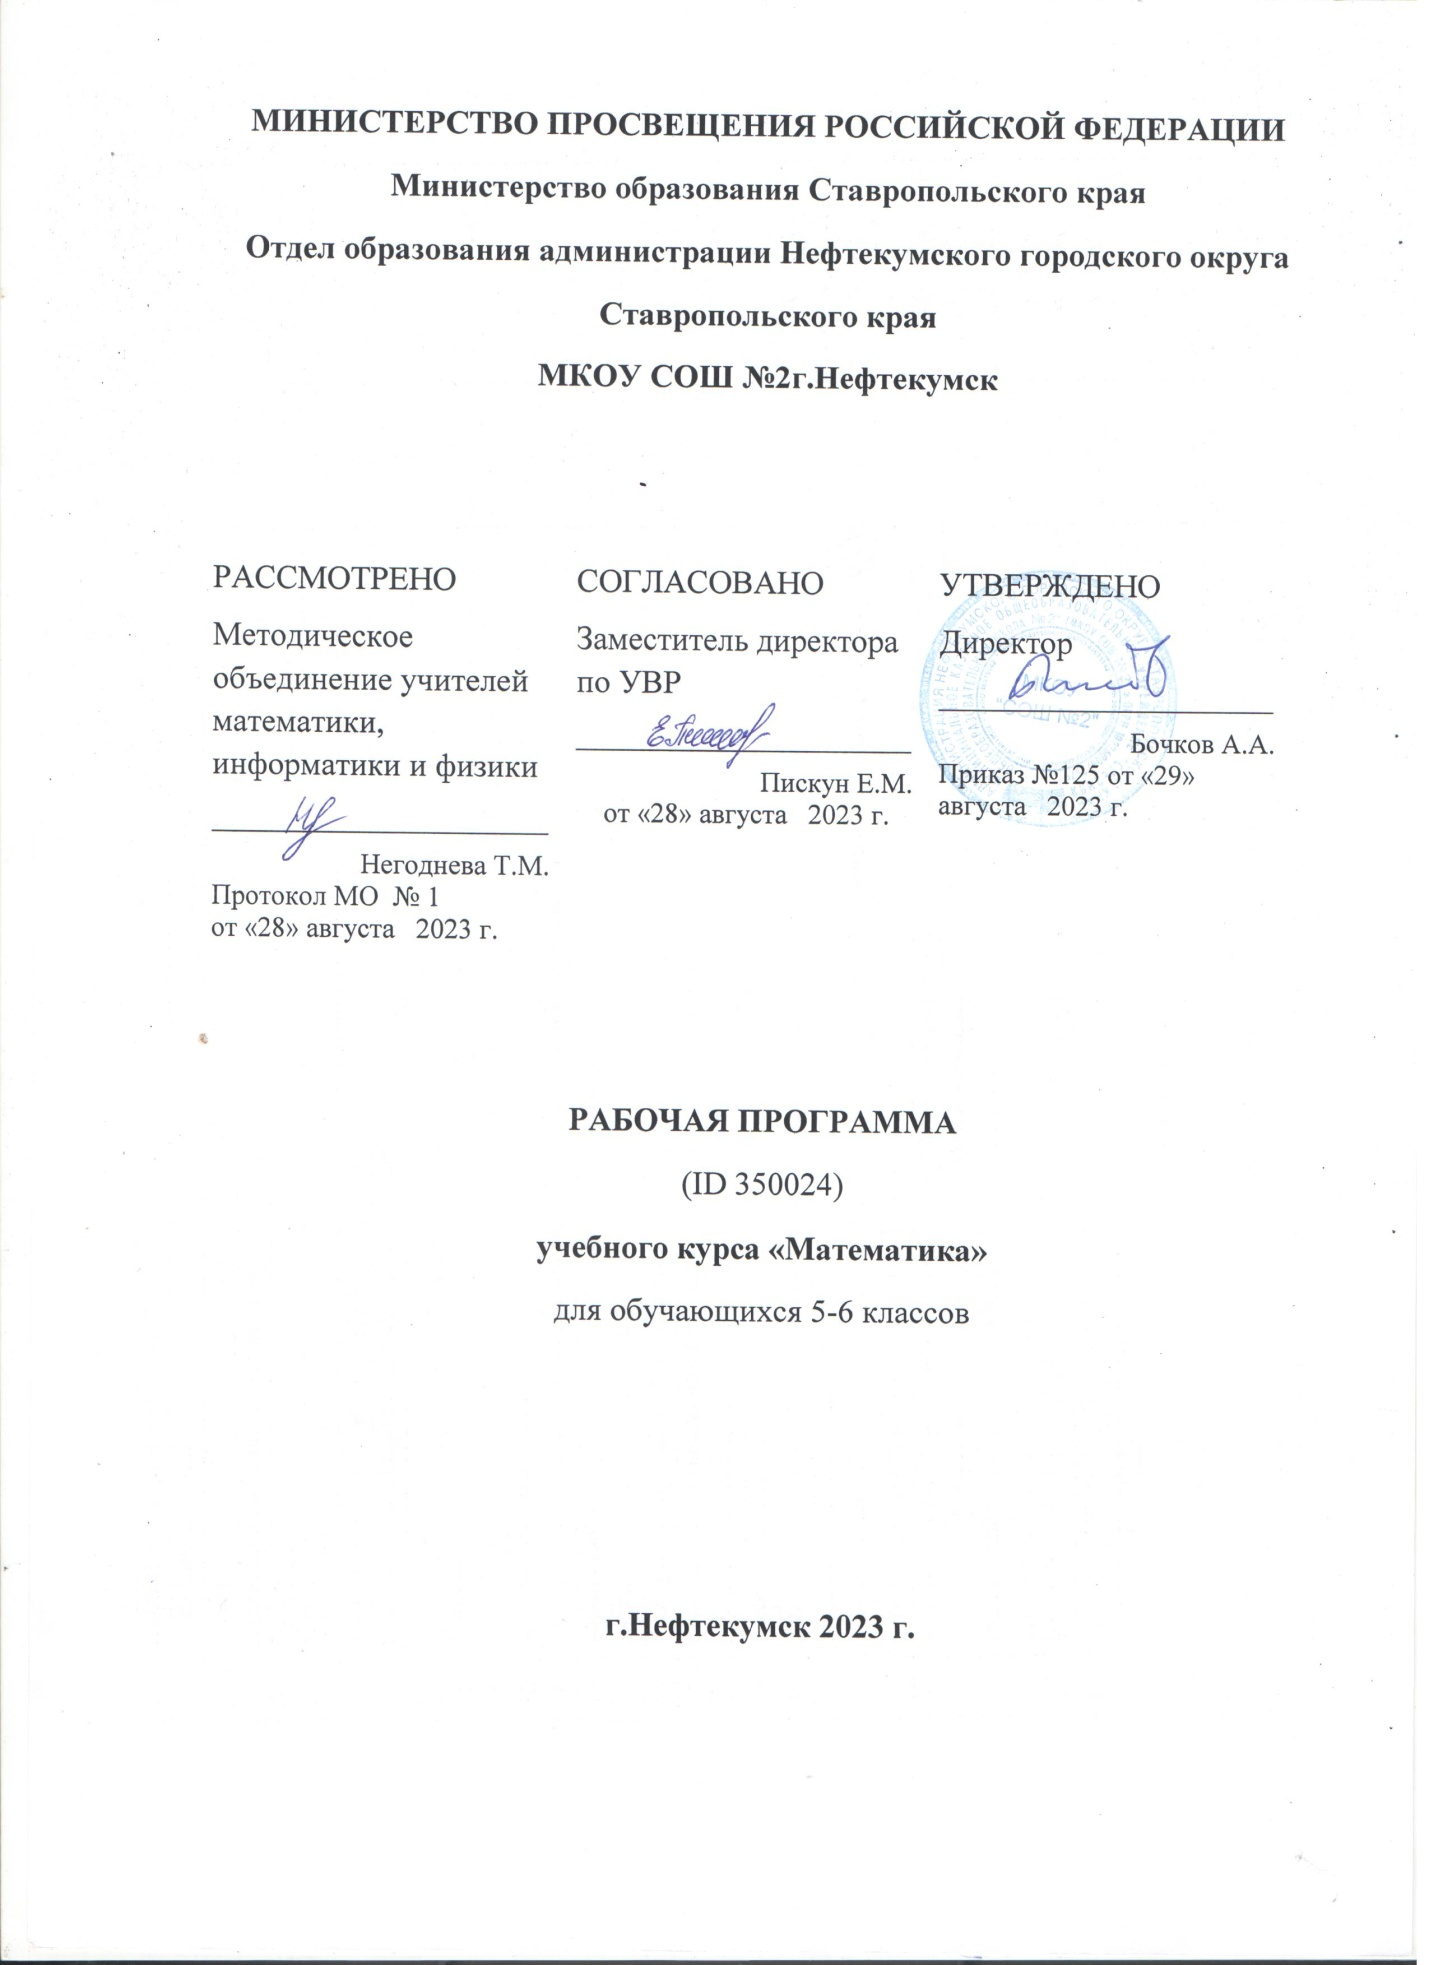 МИНИСТЕРСТВО ПРОСВЕЩЕНИЯ РОССИЙСКОЙ ФЕДЕРАЦИИ
Министерство образования Ставропольского края
Отдел образования администрации Нефтекумского городского округа
Ставропольского края
МКОУ СОШ №2г.Нефтекумск
РАССМОТРЕНО
Методическое
объединение учителей
математики,
информатики и физики
Негоднева Т.М.
Протокол МО № 1
от «28» августа 2023 г.
СОГЛАСОВАНО
Заместитель директора
по УВР
Пискун Е.М.
от «28» августа 2023 г.
УТВЕРЖДЕНО
Директор
МКОУ
"СОШ №2"
Бочков А.А.
Приказ №125 от «29»
августа 2023 г.
РАБОЧАЯ ПРОГРАММА
(ID 350024)
учебного курса «Математика»
для обучающихся 5-6 классов
г.Нефтекумск 2023 г.